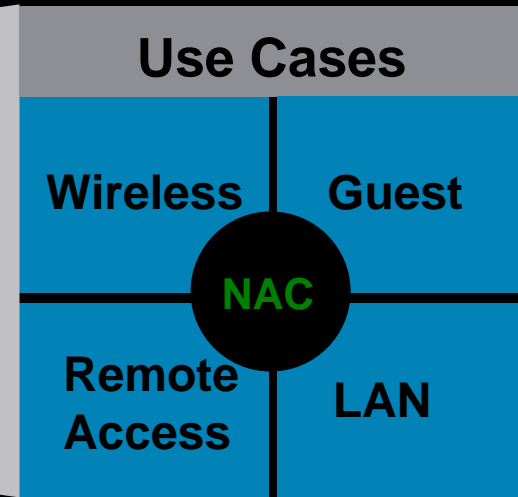 Use Cases
Wireless
Guest
NAC
Remote
Access
LAN